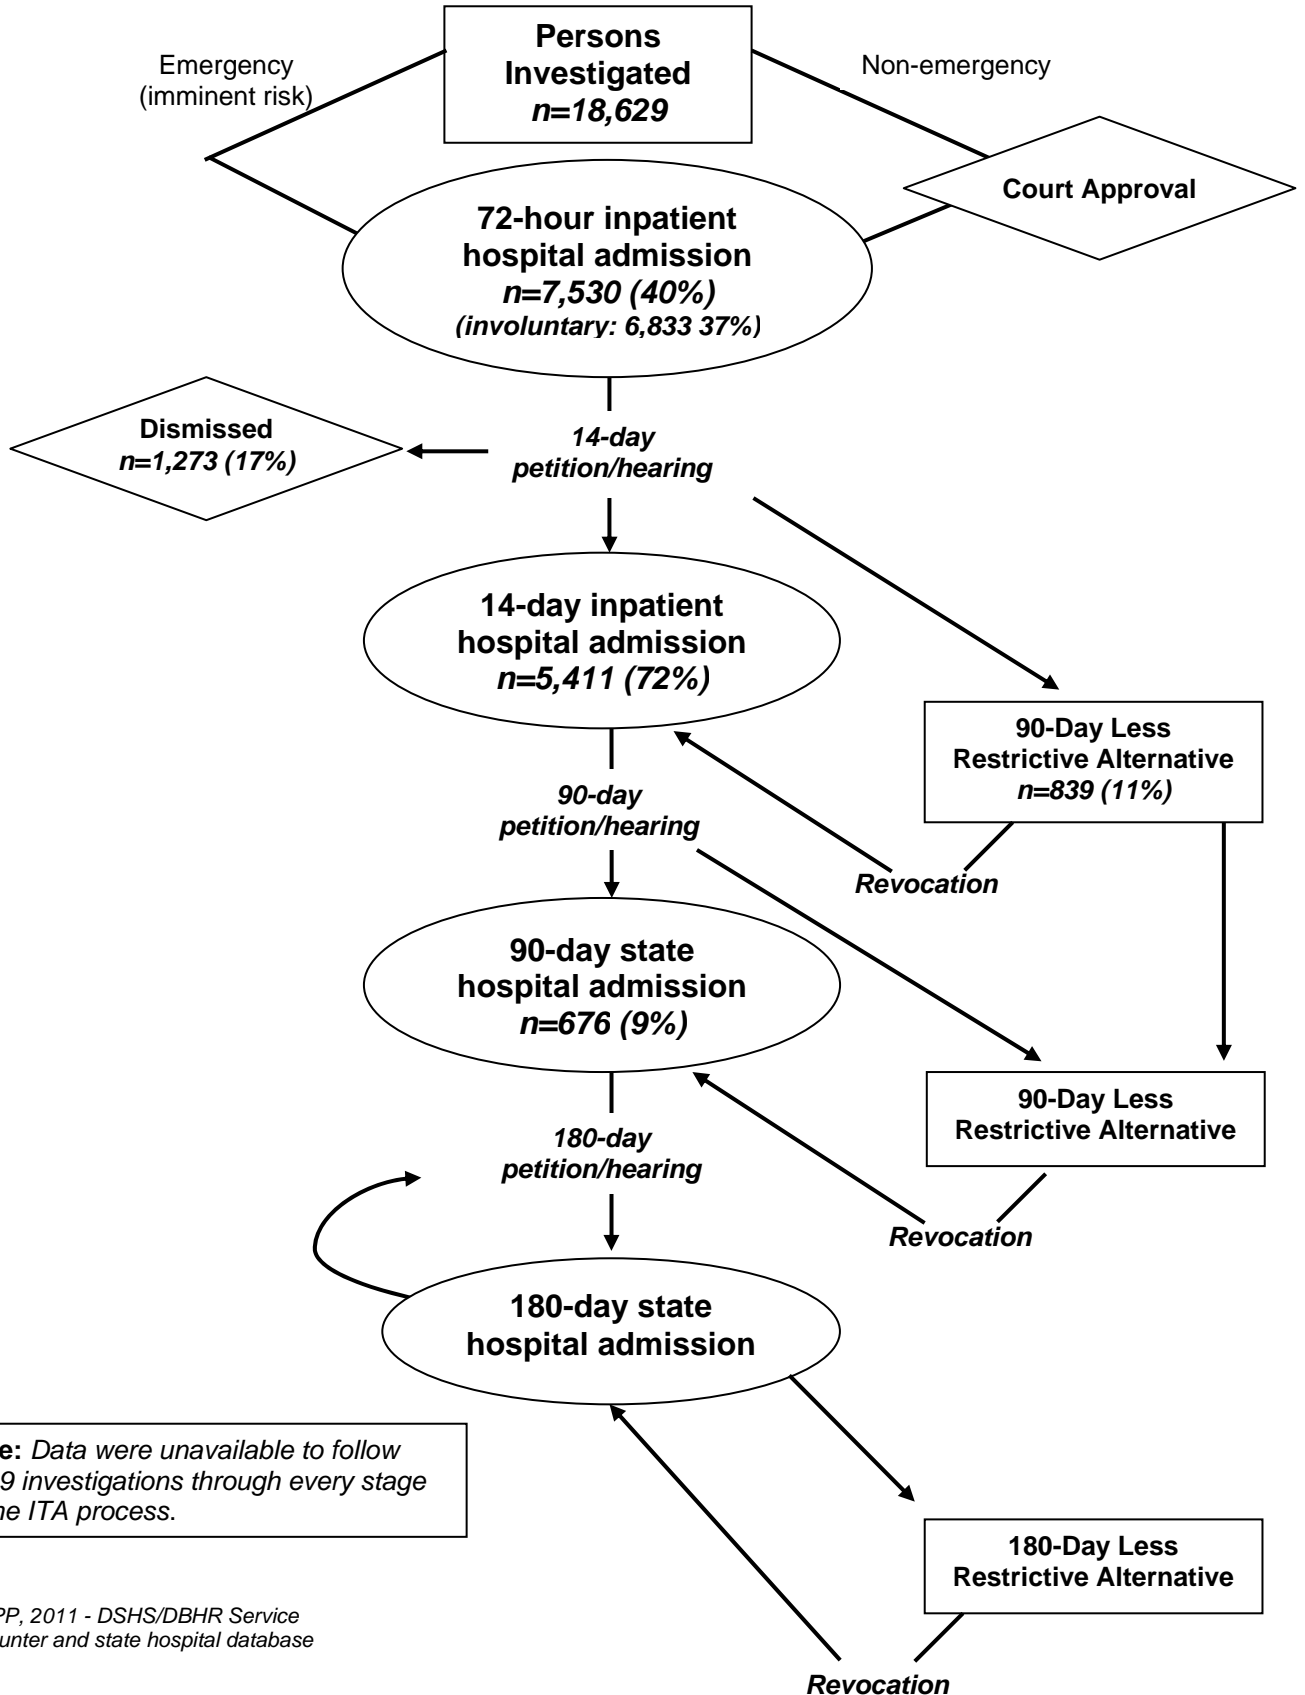 Persons
Investigated
n=18,629
Emergency
(imminent risk)
Non-emergency
Court Approval
72-hour inpatient
hospital admission
n=7,530 (40%)
(involuntary: 6,833 37%)
Dismissed
n=1,273 (17%)
14-day
petition/hearing
14-day inpatient
hospital admission
n=5,411 (72%)
90-Day Less
Restrictive Alternative
n=839 (11%)
90-day
petition/hearing
Revocation
90-day state
hospital admission
n=676 (9%)
90-Day Less
Restrictive Alternative
180-day
petition/hearing
Revocation
180-day state
hospital admission
e: Data were unavailable to follow
9 investigations through every stage
he ITA process.
180-Day Less
Restrictive Alternative
PP, 2011 - DSHS/DBHR Service
unter and state hospital database
Revocation